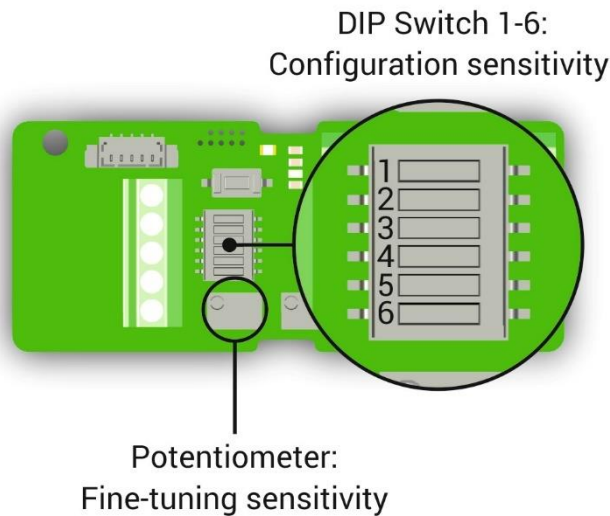 DIP Switch 1-6:
Configuration sensitivity
1
2
3
4
5
6
Potentiometer:
Fine-tuning sensitivity